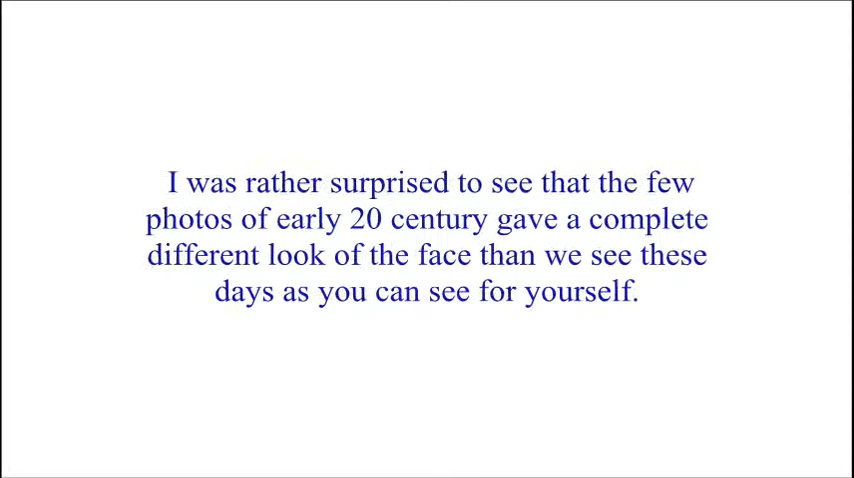 I was rather surprised to see that the few
photos of early 20 century gave a complete
different look of the face than we see these
days as you can see for yourself.